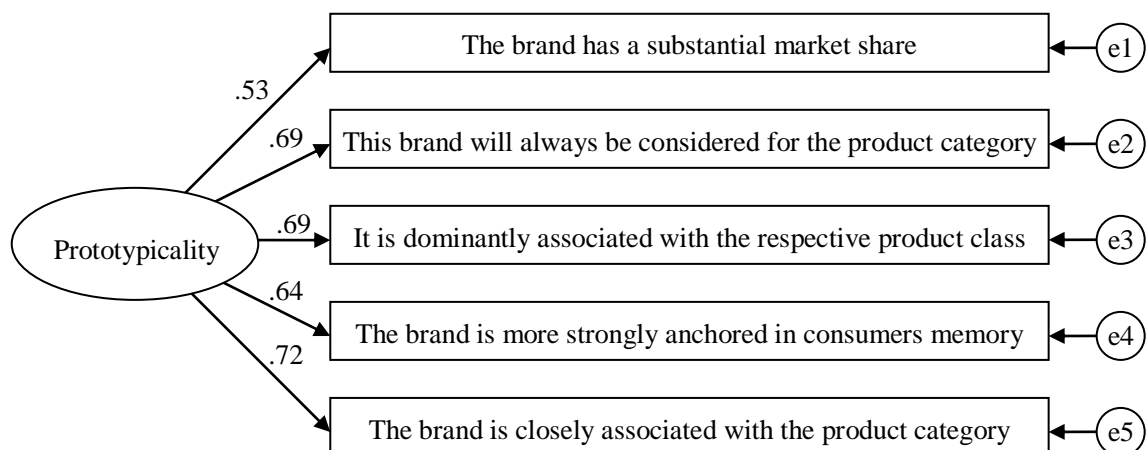 The brand has a substantial market share
e1
.53
This brand will always be considered for the product category
e2
.69
Prototypicality
.69
It is dominantly associated with the respective product class
e3
.64
The brand is more strongly anchored in consumers memory
e4
.72
The brand is closely associated with the product category
e5